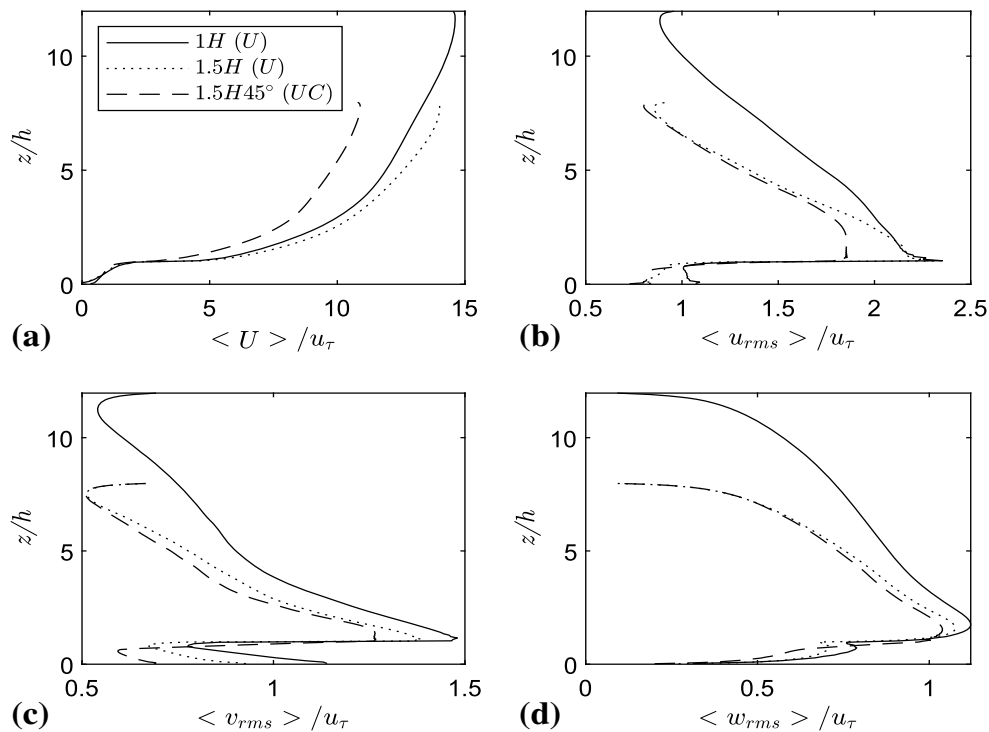 1H (U)
1.5H (U)
1.5H45° (UC)
10
5
0
z/h
0
5
10
15
(a)
< U > /u_τ
10
5
0
z/h
0.5
1
1.5
2
2.5
(b)
< u_rms > /u_τ
10
5
0
z/h
0.5
1
1.5
(c)
< v_rms > /u_τ
10
5
0
z/h
0
0.5
1
(d)
< w_rms > /u_τ